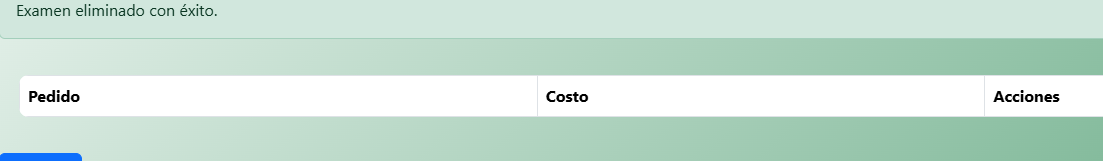 Examen eliminado con éxito.
Pedido Costo Acciones